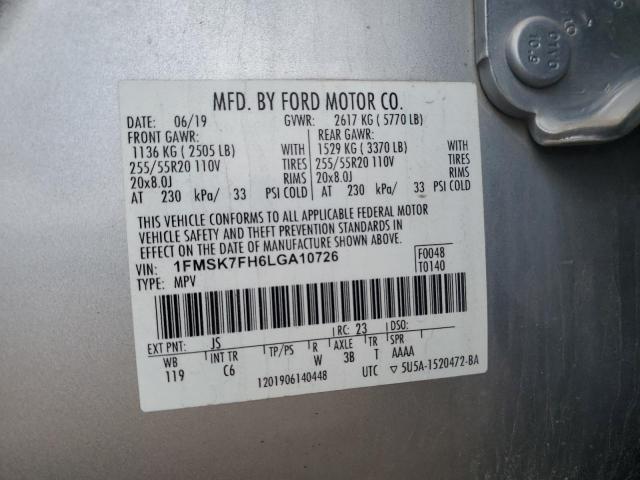 MFD. BY FORD MOTOR CO.
DATE: 06/19 GVWR: 2617 KG ( 5770 LB)
FRONT GAWR: REAR GAWR:
1136 KG ( 2505 LB) WITH 1529 KG ( 3370 LB) WITH
255/55R20 110V TIRES 255/55R20 110V TIRES
20x8.0J RIMS 20x8.0J RIMS
AT 230 kPa/ 33 PSI COLD AT 230 kPa/ 33 PSI COLD
THIS VEHICLE CONFORMS TO ALL APPLICABLE FEDERAL MOTOR
VEHICLE SAFETY AND THEFT PREVENTION STANDARDS IN
EFFECT ON THE DATE OF MANUFACTURE SHOWN ABOVE.
VIN: 1FMSK7FH6LGA10726 F0048
TYPE: MPV T0140
EXT PNT: JS RC: 23 DSO:
WB INT TR TP/PS R AXLE TR SPR
119 C6 W 3B T AAAA
1201906140448 UTC ▽ 5U5A-1520472-BA